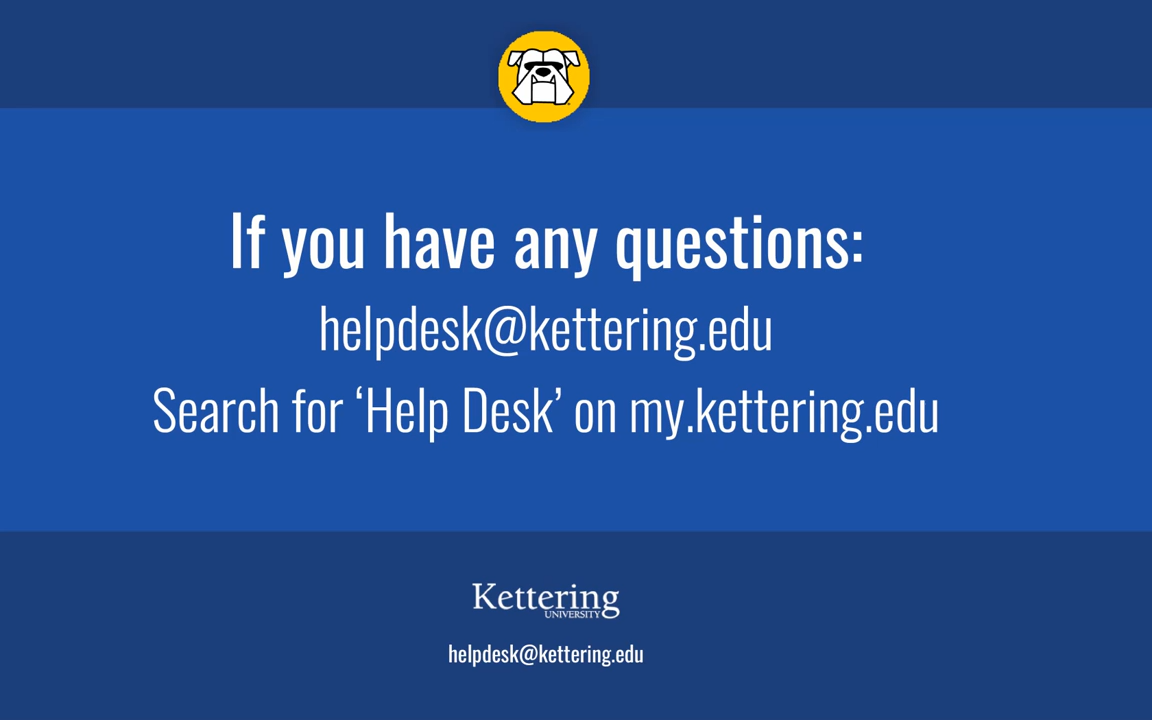 If you have any questions:
helpdesk@kettering.edu
Search for ‘Help Desk’ on my.kettering.edu
Kettering
UNIVERSITY
helpdesk@kettering.edu